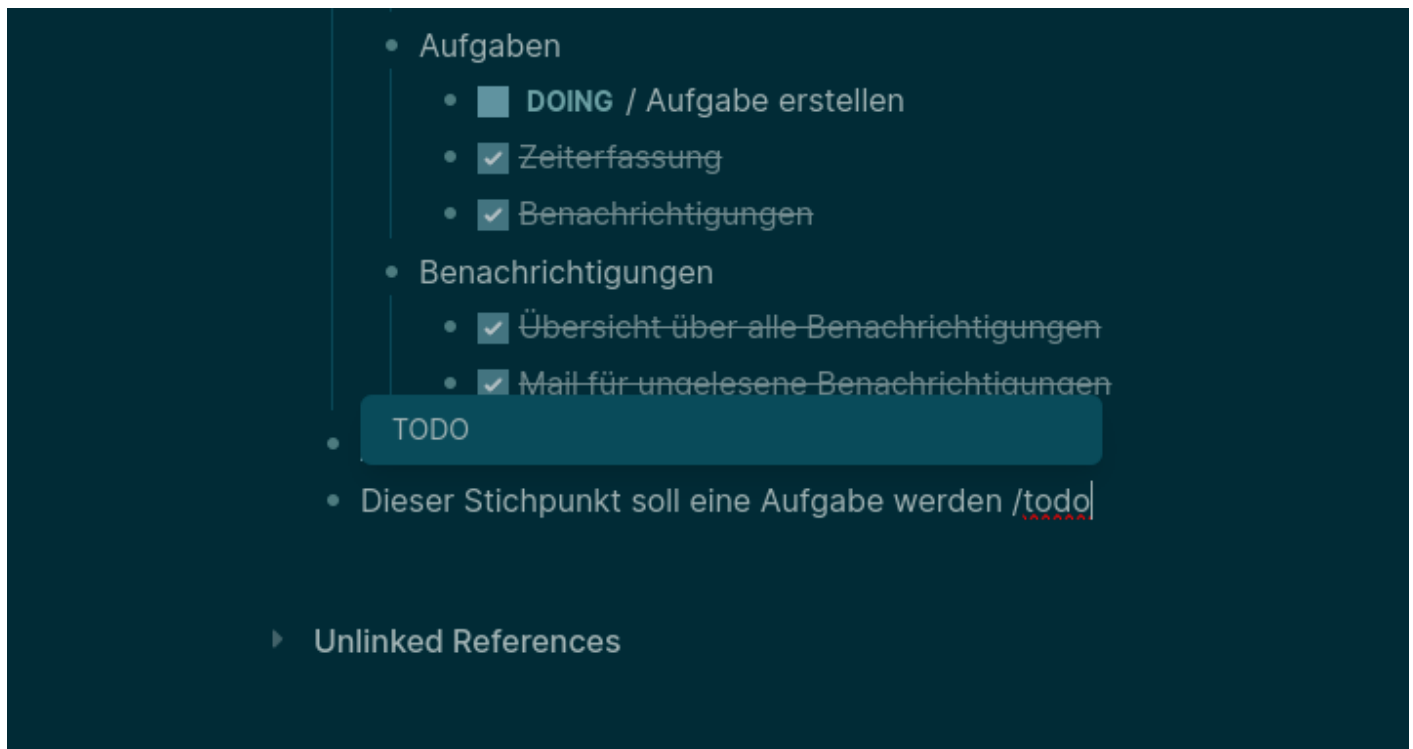 Aufgaben
DOING / Aufgabe erstellen
Zeiterfassung
Benachrichtigungen
Benachrichtigungen
Übersicht über alle Benachrichtigungen
Mail für ungelesene Benachrichtigungen
TODO
Dieser Stichpunkt soll eine Aufgabe werden /todo
Unlinked References